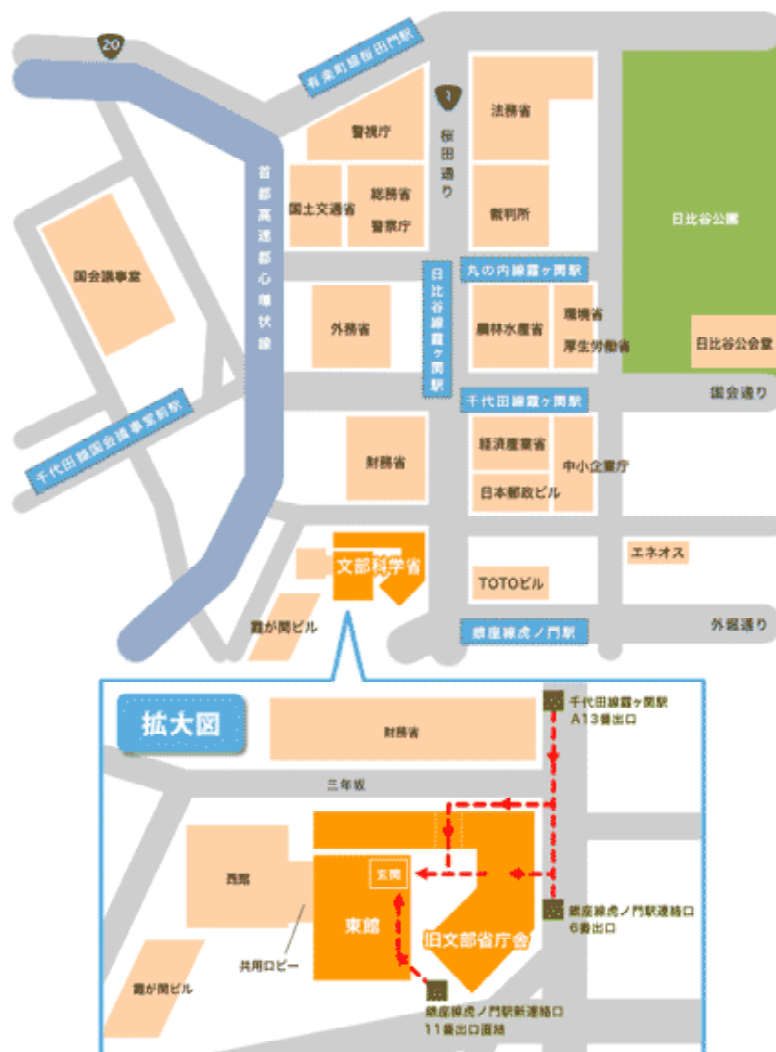 20
有楽町線桜田門駅
1
桜田通り
法務省
警視庁
首都高速都心環状線
国土交通省
総務省
警察庁
裁判所
日比谷公園
国会議事堂
日比谷線霞ヶ関駅
丸の内線霞ヶ関駅
外務省
農林水産省
環境省
厚生労働省
日比谷公会堂
千代田線霞ヶ関駅
国会通り
千代田線国会議事堂前駅
財務省
経済産業省
中小企業庁
日本郵政ビル
文部科学省
エネオス
TOTOビル
霞が関ビル
銀座線虎ノ門駅
外堀通り
拡大図
財務省
千代田線霞ヶ関駅
A13番出口
三年坂
西館
玄関
東館
旧文部省庁舎
銀座線虎ノ門駅連絡口
6番出口
共用ロビー
霞が関ビル
銀座線虎ノ門駅新連絡口
11番出口直結